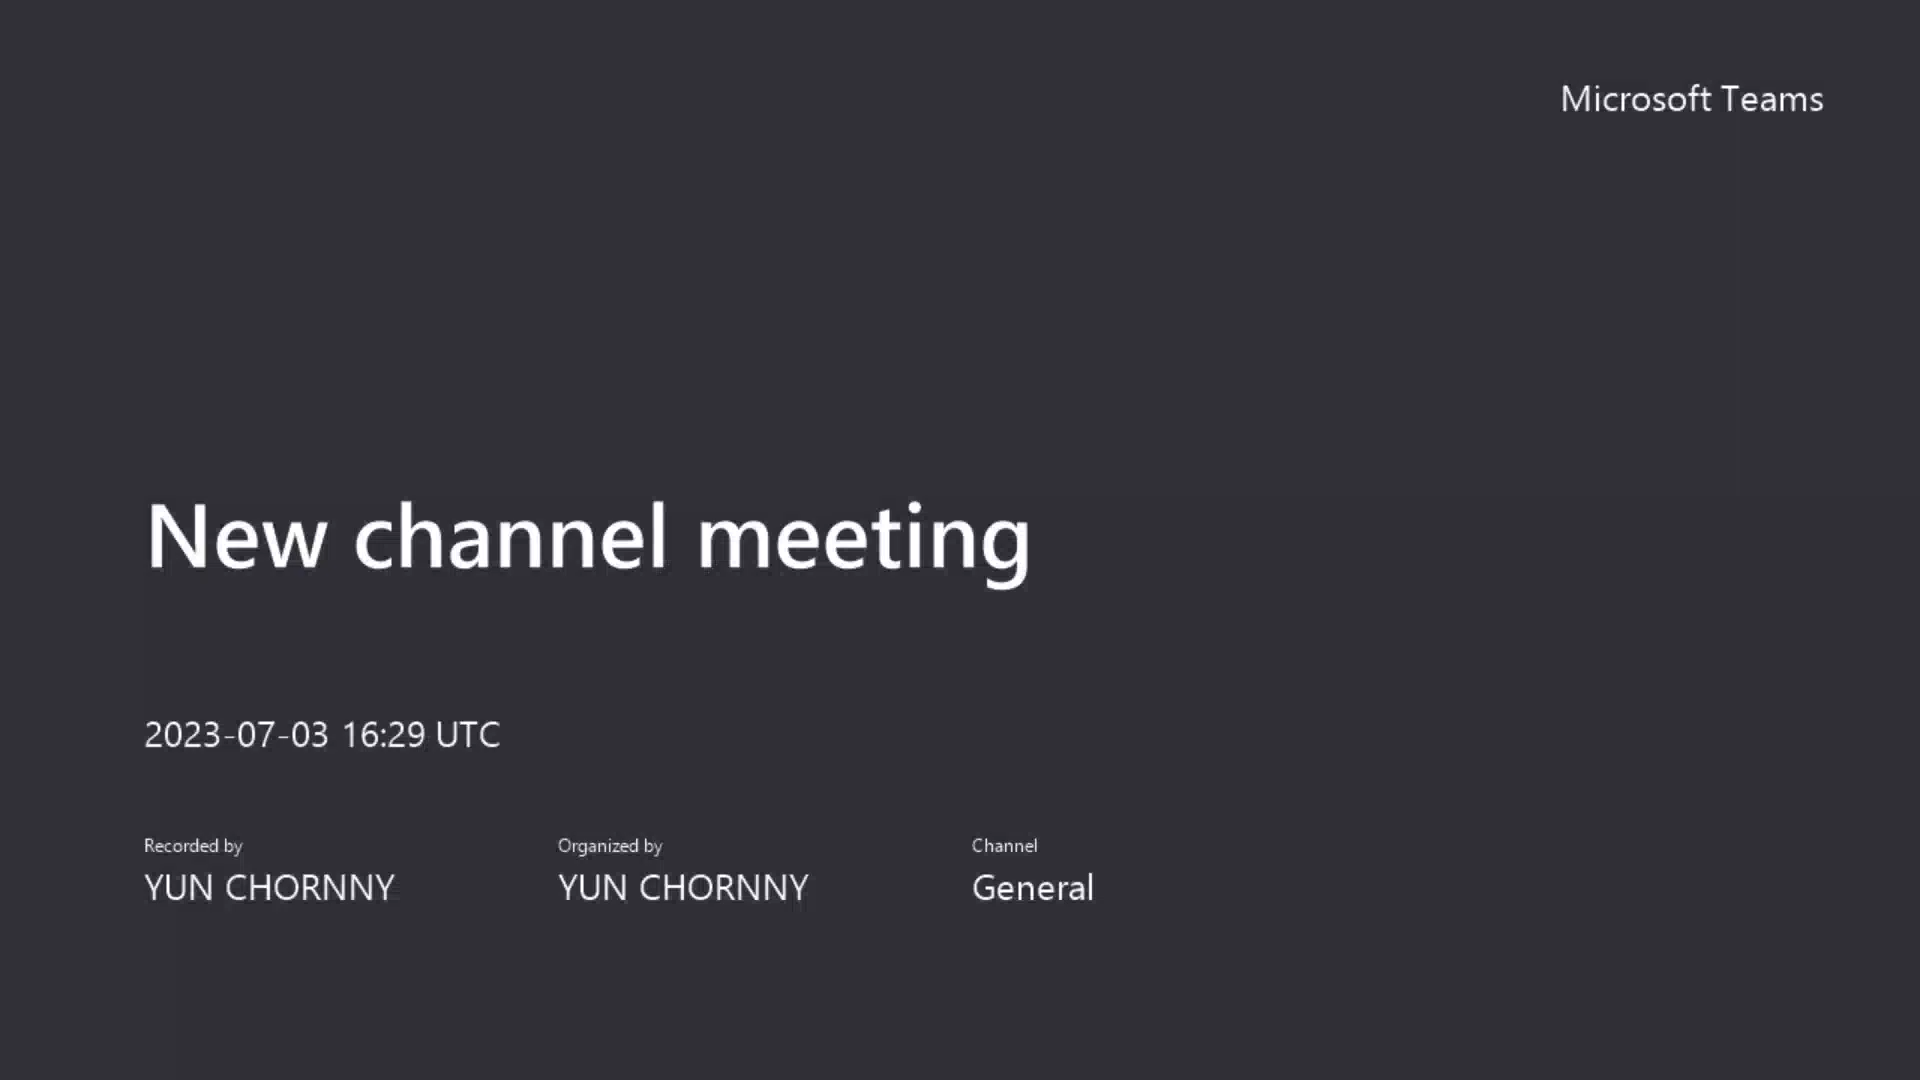 Microsoft Teams
New channel meeting
2023-07-03 16:29 UTC
Recorded by
YUN CHORNNY
Organized by
YUN CHORNNY
Channel
General